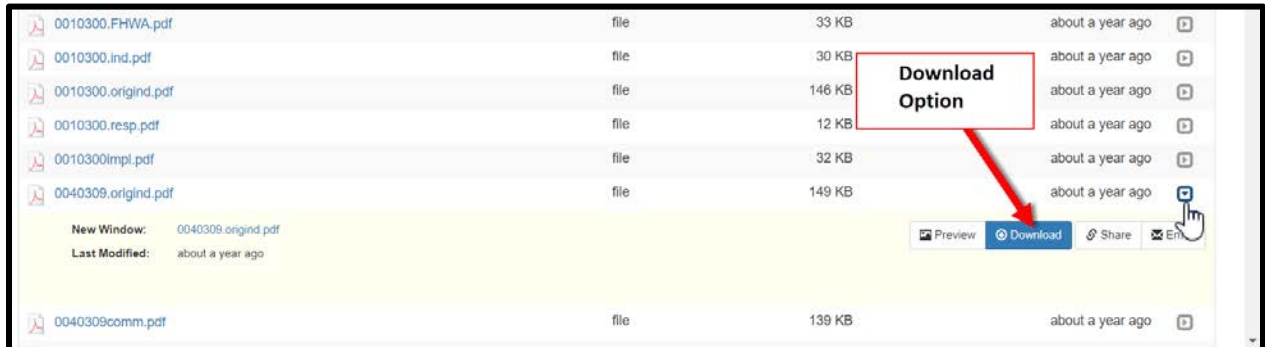 0010300.FHWA.pdf file 33 KB about a year ago
0010300.ind.pdf file 30 KB about a year ago
0010300.origind.pdf file 146 KB about a year ago
0010300.resp.pdf file 12 KB about a year ago
0010300impl.pdf file 32 KB about a year ago
0040309.origind.pdf file 149 KB about a year ago
Download
Option
New Window: 0040309.origind.pdf
Last Modified: about a year ago
Preview Download Share
0040309comm.pdf file 139 KB about a year ago